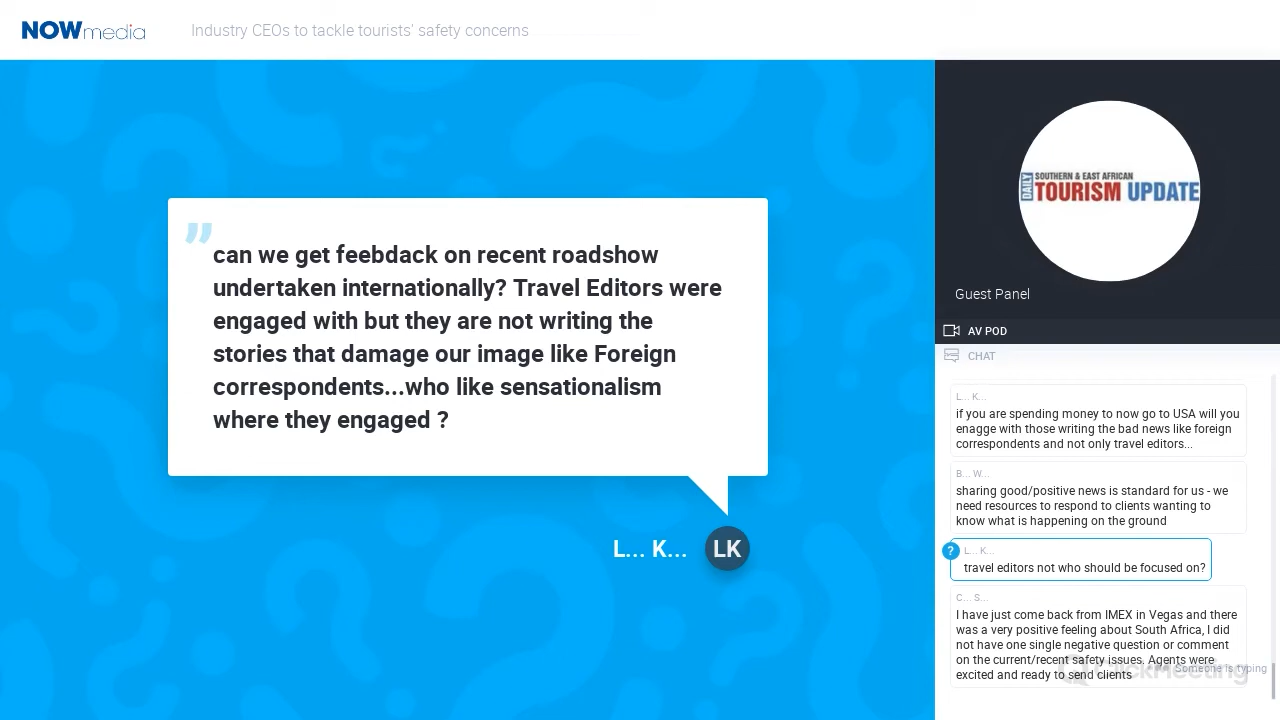 NOWmedia
Industry CEOs to tackle tourists' safety concerns
can we get feebdack on recent roadshow
undertaken internationally? Travel Editors were
engaged with but they are not writing the
stories that damage our image like Foreign
correspondents...who like sensationalism
where they engaged ?
L... K...
LK
DAILY
SOUTHERN & EAST AFRICAN
TOURISM UPDATE
Guest Panel
AV POD
CHAT
L... K...
if you are spending money to now go to USA will you
enagge with those writing the bad news like foreign
correspondents and not only travel editors...
B... W...
sharing good/positive news is standard for us - we
need resources to respond to clients wanting to
know what is happening on the ground
?
L... K...
travel editors not who should be focused on?
C... S...
I have just come back from IMEX in Vegas and there
was a very positive feeling about South Africa, I did
not have one single negative question or comment
on the current/recent safety issues. Agents were
excited and ready to send clients
Someone is typing
ClickMeeting